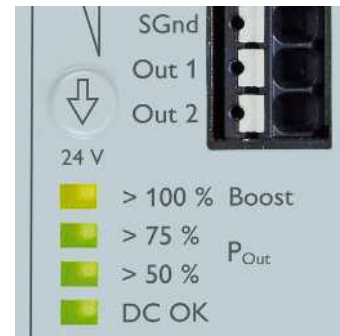 SGnd
Out 1
Out 2
24 V
> 100 % Boost
> 75 %
P_Out
> 50 %
DC OK